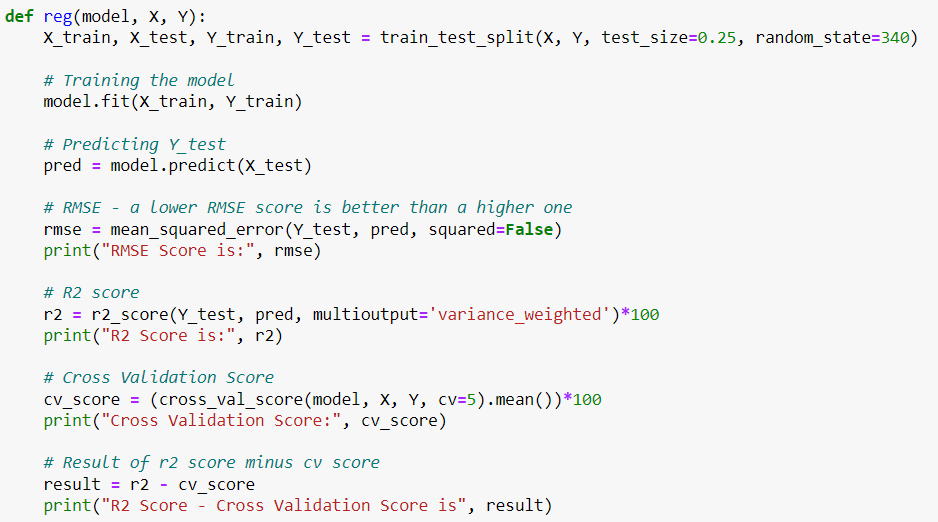 def reg(model, X, Y):
    X_train, X_test, Y_train, Y_test = train_test_split(X, Y, test_size=0.25, random_state=340)
    # Training the model
    model.fit(X_train, Y_train)
    # Predicting Y_test
    pred = model.predict(X_test)
    # RMSE - a lower RMSE score is better than a higher one
    rmse = mean_squared_error(Y_test, pred, squared=False)
    print("RMSE Score is:", rmse)
    # R2 score
    r2 = r2_score(Y_test, pred, multioutput='variance_weighted')*100
    print("R2 Score is:", r2)
    # Cross Validation Score
    cv_score = (cross_val_score(model, X, Y, cv=5).mean())*100
    print("Cross Validation Score:", cv_score)
    # Result of r2 score minus cv score
    result = r2 - cv_score
    print("R2 Score - Cross Validation Score is", result)